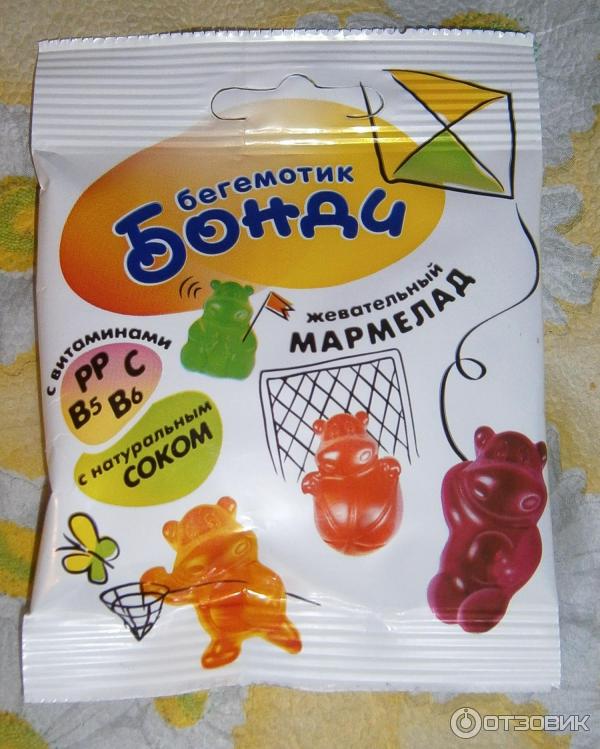 бегемотик
Бонди
жевательный
МАРМЕЛАД
с витаминами
PP C
B5 B6
с натуральным
соком
ОТЗОВИК